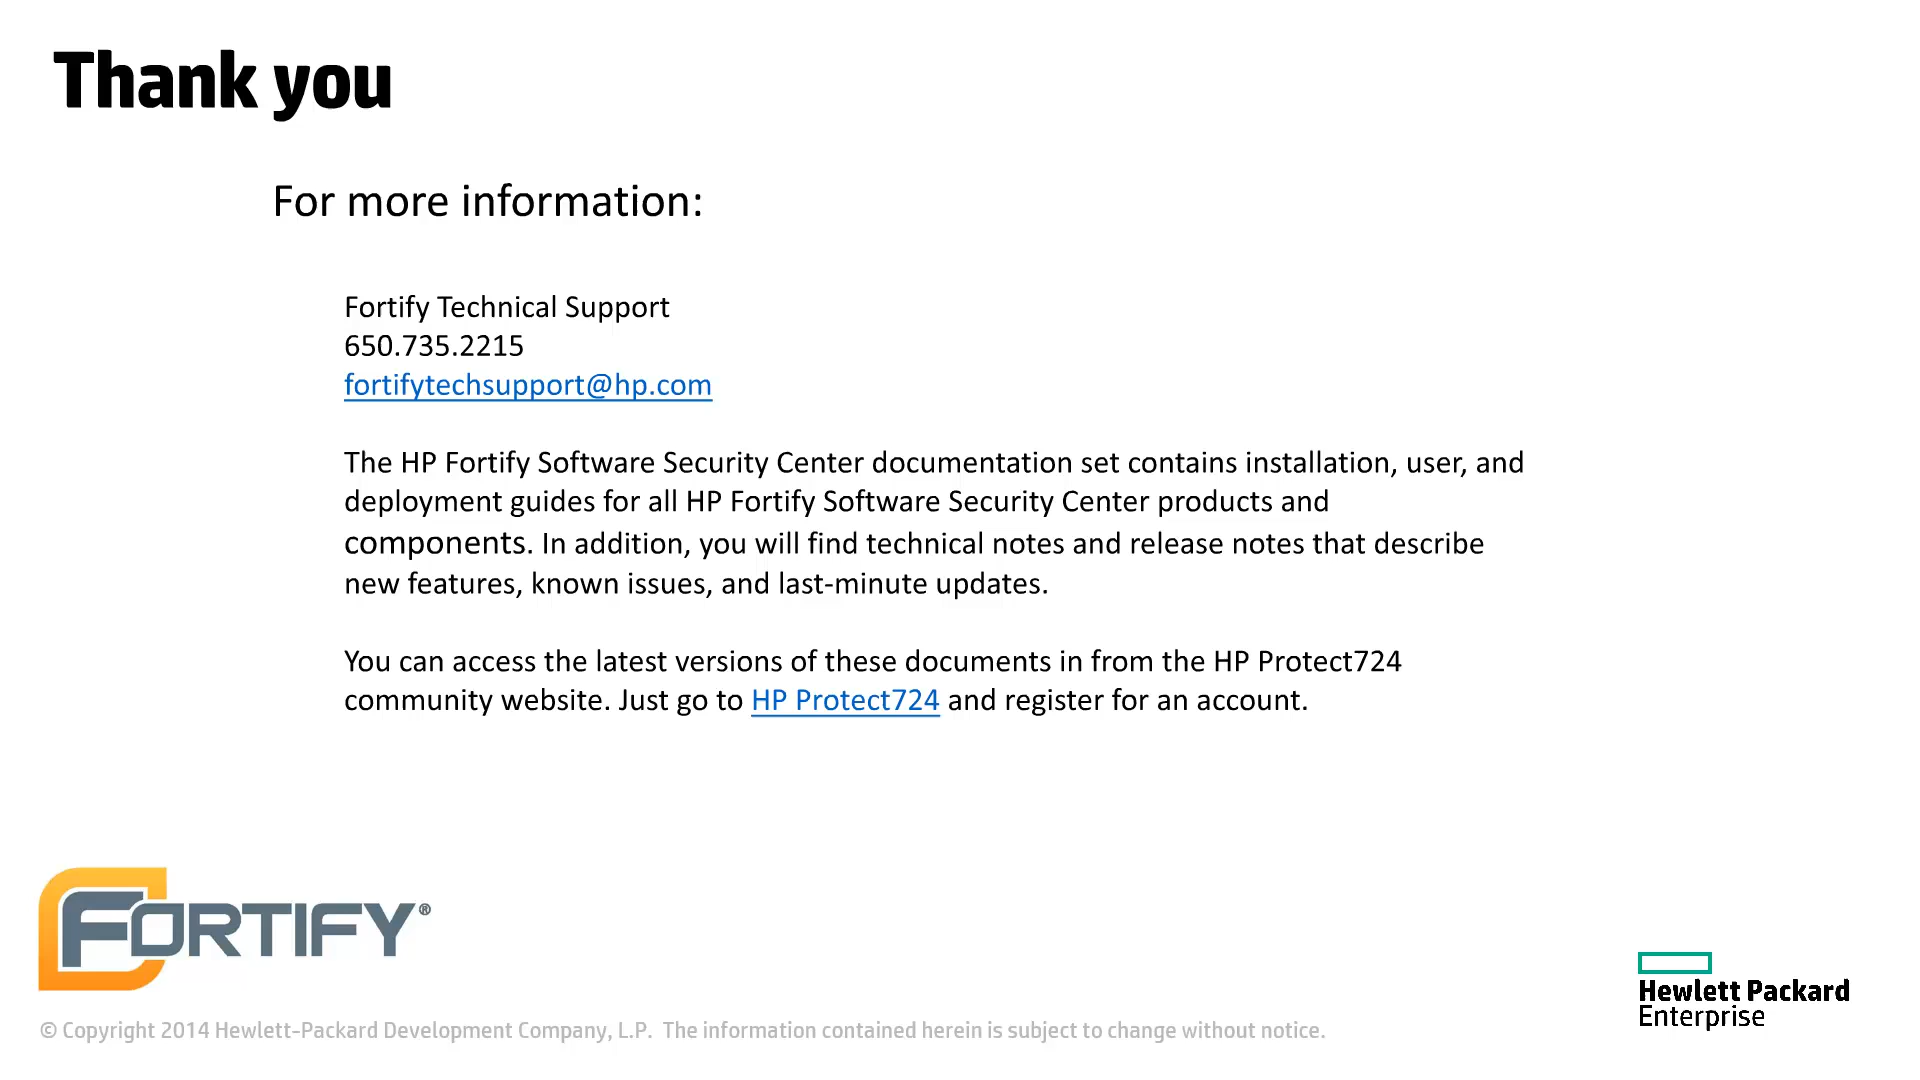 Thank you
For more information:
Fortify Technical Support
650.735.2215
fortifytechsupport@hp.com
The HP Fortify Software Security Center documentation set contains installation, user, and
deployment guides for all HP Fortify Software Security Center products and
components. In addition, you will find technical notes and release notes that describe
new features, known issues, and last-minute updates.
You can access the latest versions of these documents in from the HP Protect724
community website. Just go to HP Protect724 and register for an account.
FORTIFY®
Hewlett Packard
Enterprise
© Copyright 2014 Hewlett-Packard Development Company, L.P.  The information contained herein is subject to change without notice.